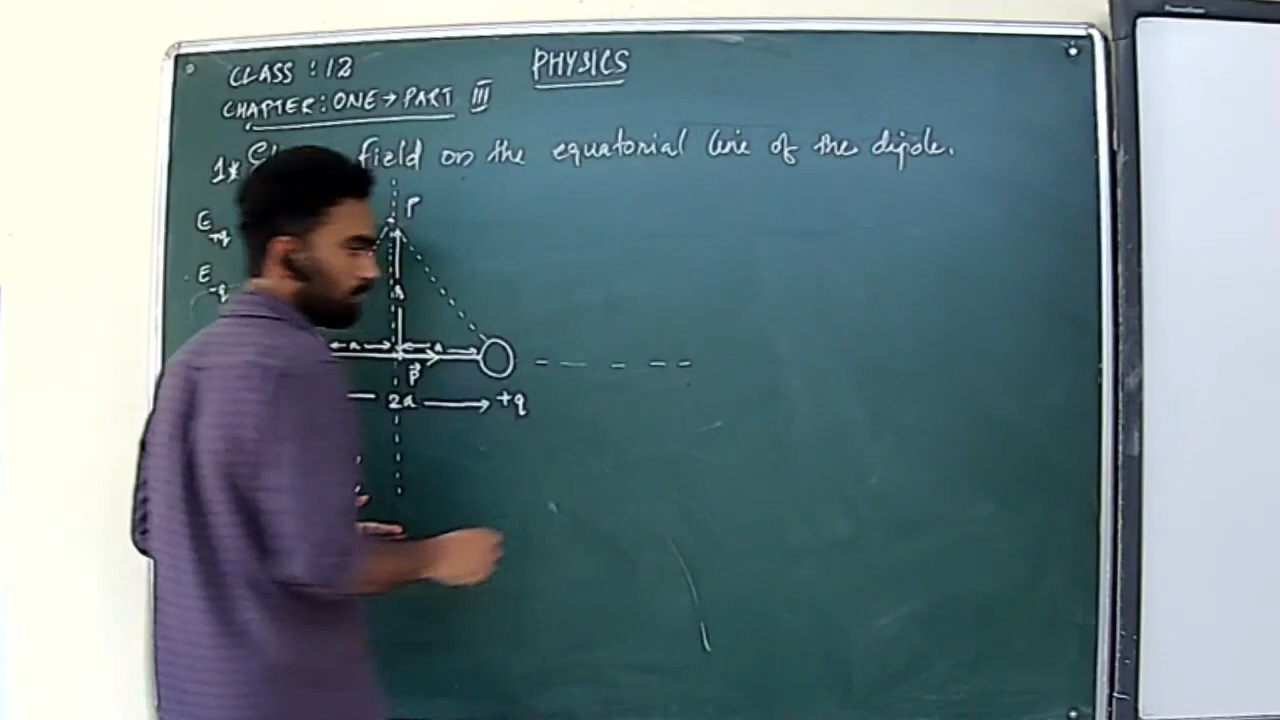 PHYSICS
CLASS : 12
CHAPTER: ONE → PART III
1* field on the equatorial line of the dipole.
P
E+q
E-q
r
a a
p⃗
2a +q